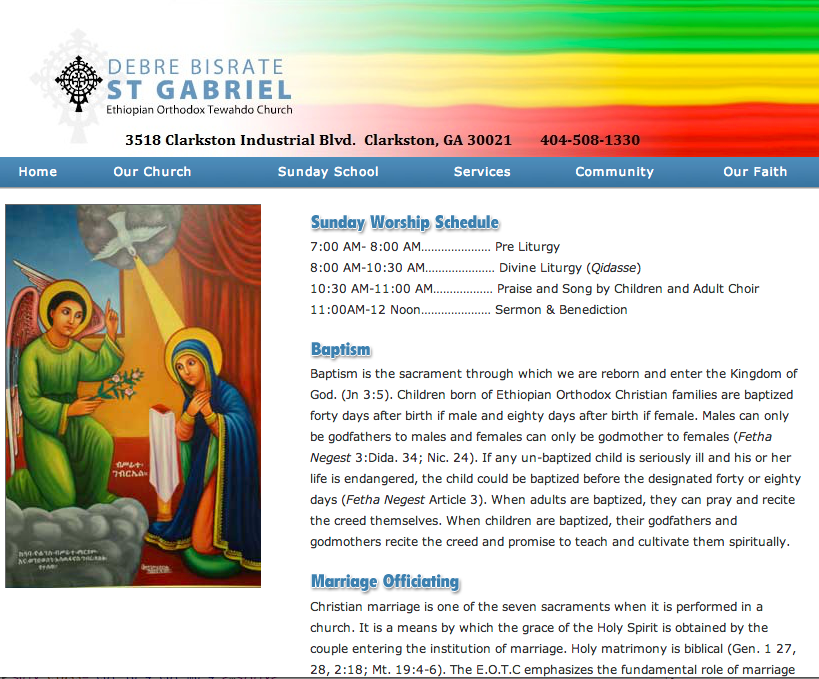 DEBRE BISRATE
ST GABRIEL
Ethiopian Orthodox Tewahdo Church
3518 Clarkston Industrial Blvd.  Clarkston, GA 30021      404-508-1330
Home Our Church Sunday School Services Community Our Faith
ብሥራተ
ገብርኤል
Sunday Worship Schedule
7:00 AM- 8:00 AM..................... Pre Liturgy
8:00 AM-10:30 AM..................... Divine Liturgy (Qidasse)
10:30 AM-11:00 AM.................. Praise and Song by Children and Adult Choir
11:00AM-12 Noon..................... Sermon & Benediction
Baptism
Baptism is the sacrament through which we are reborn and enter the Kingdom of
God. (Jn 3:5). Children born of Ethiopian Orthodox Christian families are baptized
forty days after birth if male and eighty days after birth if female. Males can only
be godfathers to males and females can only be godmother to females (Fetha
Negest 3:Dida. 34; Nic. 24). If any un-baptized child is seriously ill and his or her
life is endangered, the child could be baptized before the designated forty or eighty
days (Fetha Negest Article 3). When adults are baptized, they can pray and recite
the creed themselves. When children are baptized, their godfathers and
godmothers recite the creed and promise to teach and cultivate them spiritually.
Marriage Officiating
Christian marriage is one of the seven sacraments when it is performed in a
church. It is a means by which the grace of the Holy Spirit is obtained by the
couple entering the institution of marriage. Holy matrimony is biblical (Gen. 1 27,
28, 2:18; Mt. 19:4-6). The E.O.T.C emphasizes the fundamental role of marriage